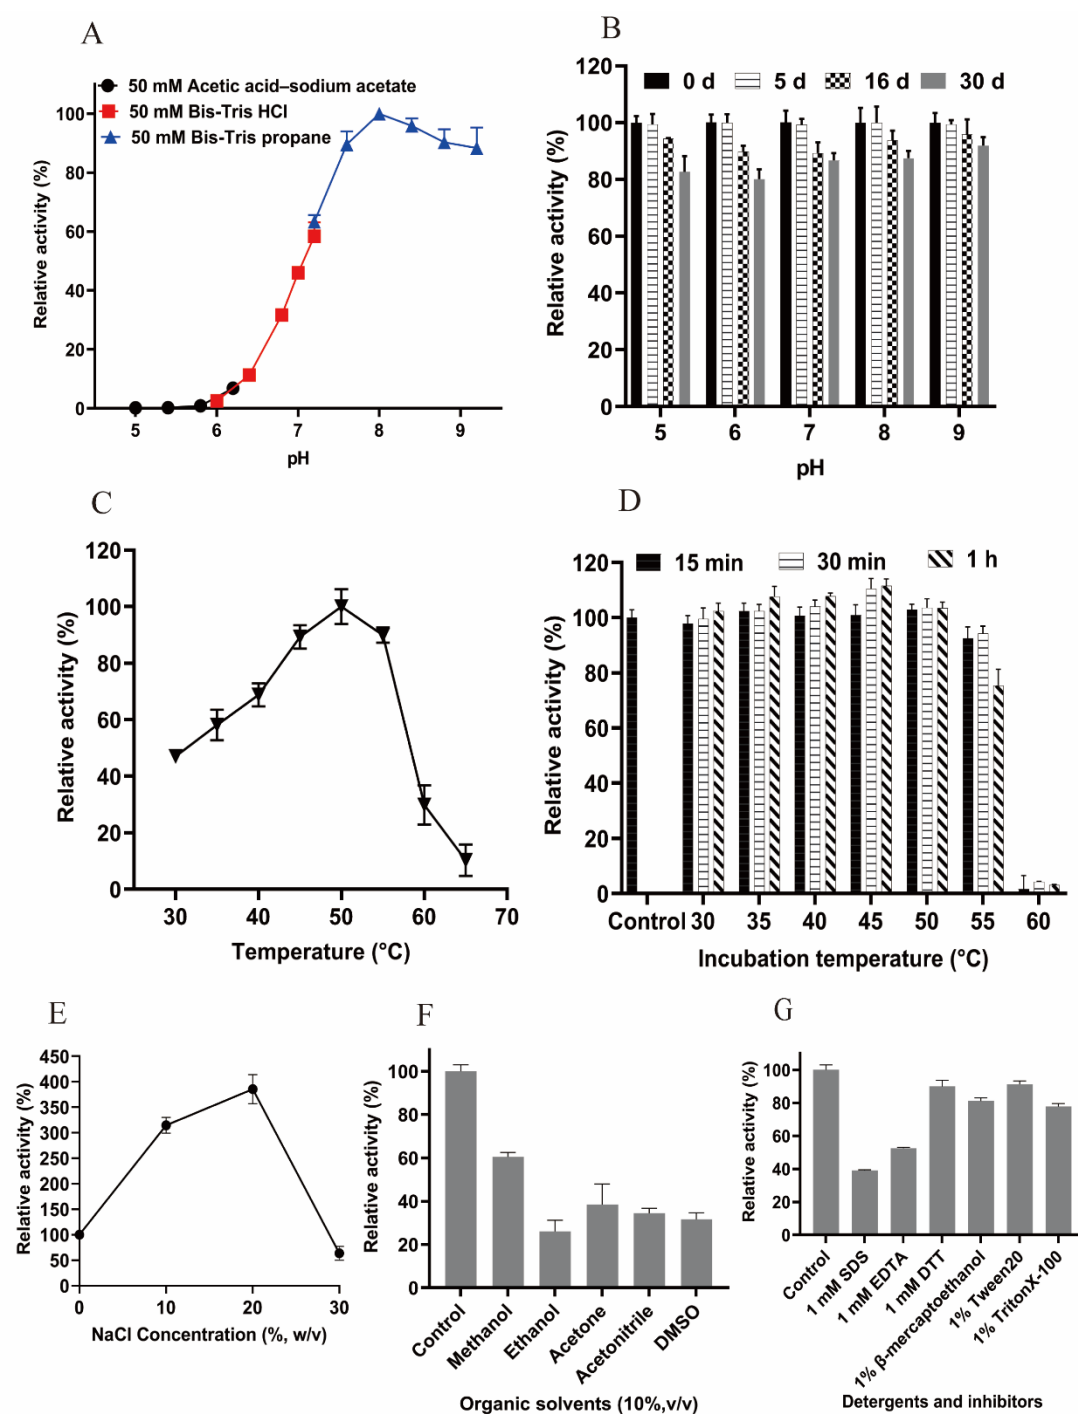 A
50 mM Acetic acid–sodium acetate
50 mM Bis-Tris HCl
50 mM Bis-Tris propane
Relative activity (%)
100
80
60
40
20
0
5 6 7 8 9
pH
B
0 d 5 d 16 d 30 d
Relative activity (%)
120
100
80
60
40
20
0
5 6 7 8 9
pH
C
Relative activity (%)
120
100
80
60
40
20
0
30 40 50 60 70
Temperature (°C)
D
15 min 30 min 1 h
Relative activity (%)
120
100
80
60
40
20
0
Control 30 35 40 45 50 55 60
Incubation temperature (°C)
E
Relative activity (%)
450
400
350
300
250
200
150
100
50
0
0 10 20 30
NaCl Concentration (%, w/v)
F
Relative activity (%)
100
80
60
40
20
0
Control
Methanol
Ethanol
Acetone
Acetonitrile
DMSO
Organic solvents (10%,v/v)
G
Relative activity (%)
100
80
60
40
20
0
Control
1 mM SDS
1 mM EDTA
1 mM DTT
1% β-mercaptoethanol
1% Tween20
1% TritonX-100
Detergents and inhibitors